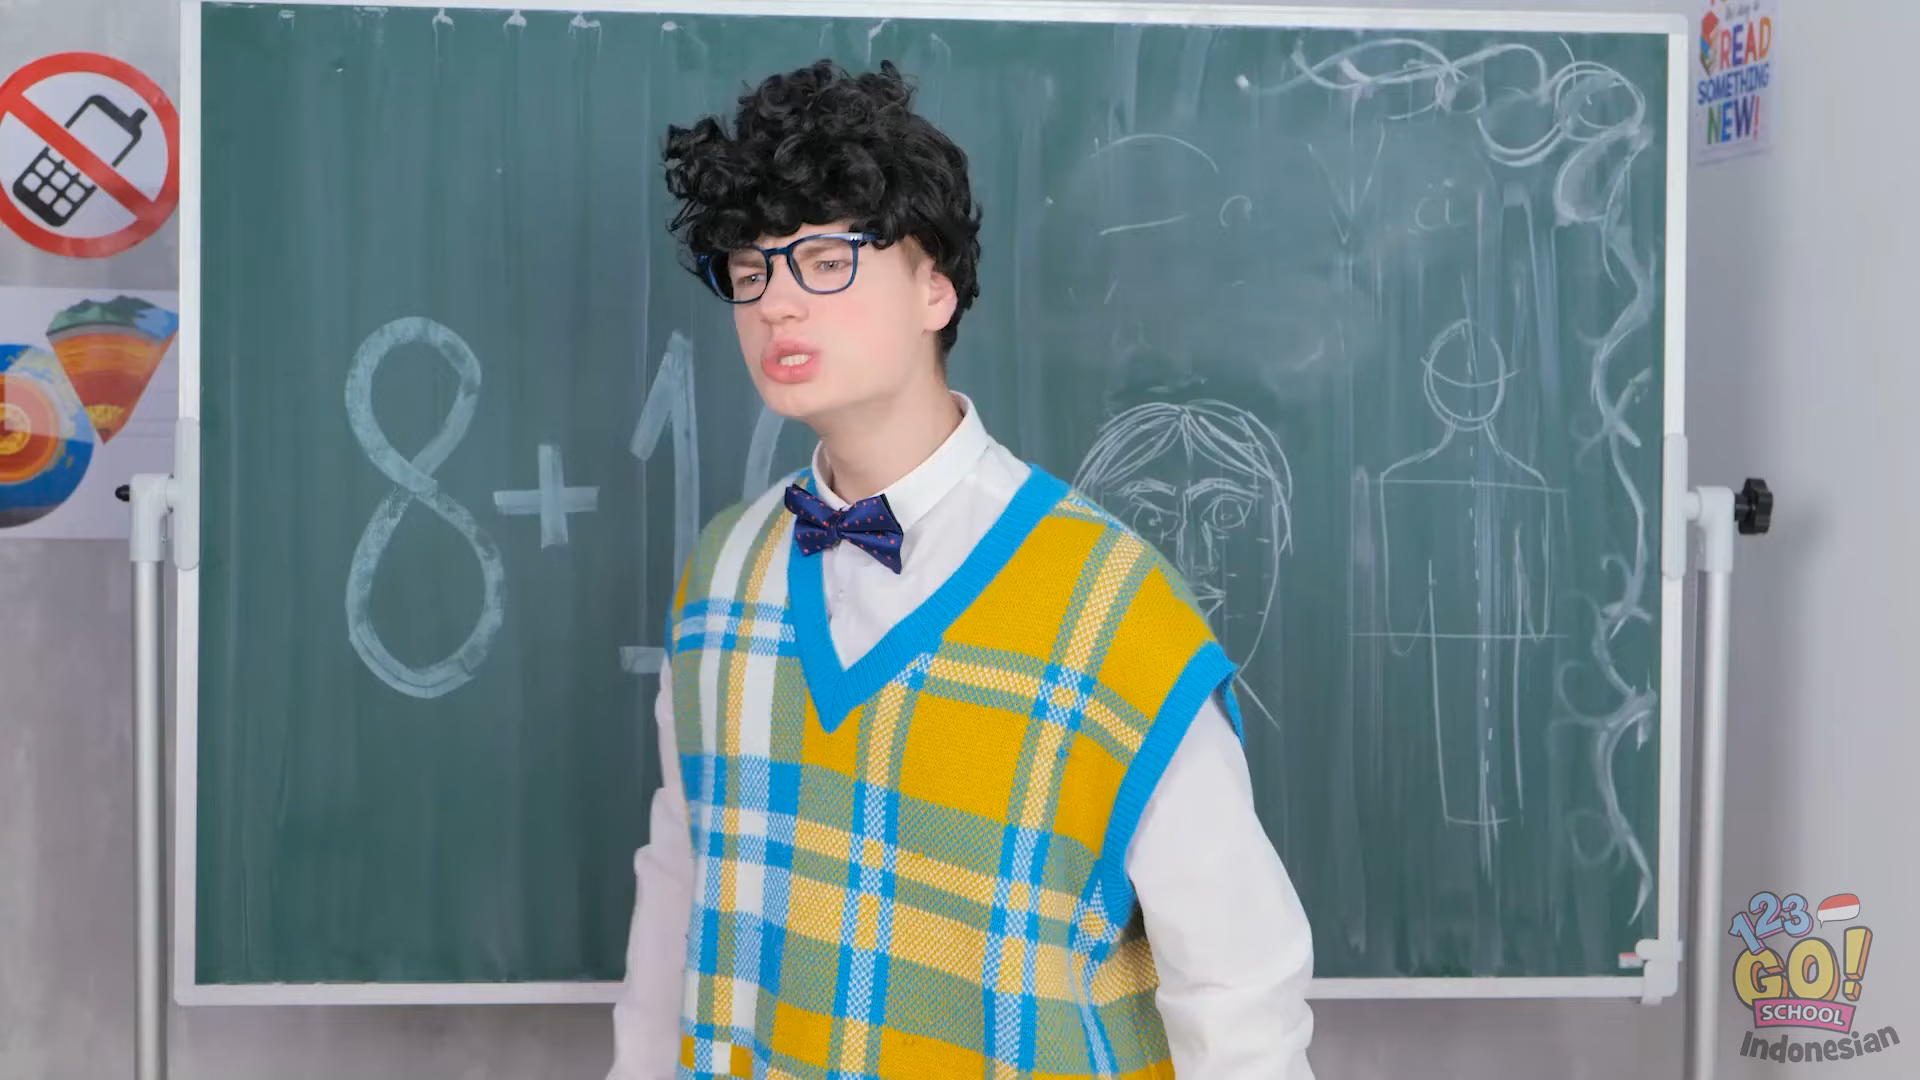 READ
SOMETHING
NEW!
8+1
123
GO!
SCHOOL
Indonesian